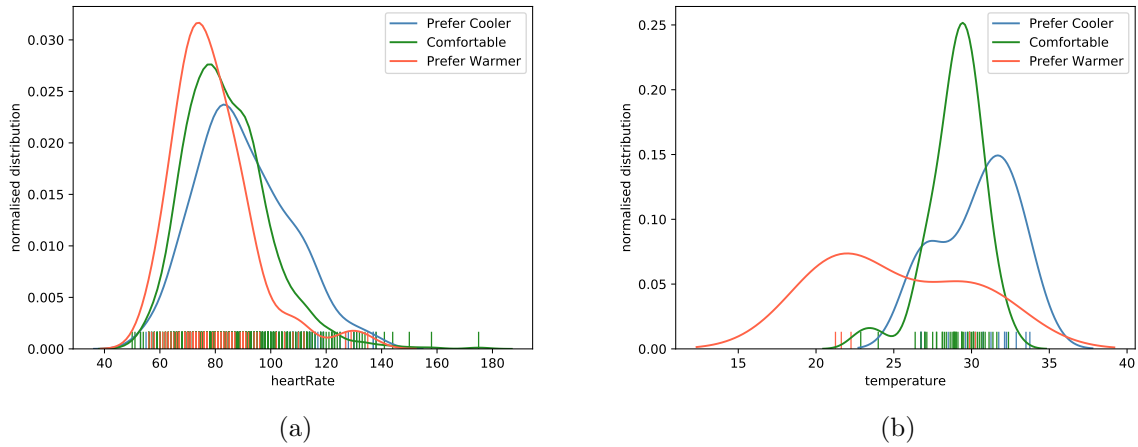 0.030
0.025
0.020
0.015
0.010
0.005
0.000
normalised distribution
40 60 80 100 120 140 160 180
heartRate
Prefer Cooler
Comfortable
Prefer Warmer
(a)
0.25
0.20
0.15
0.10
0.05
0.00
normalised distribution
15 20 25 30 35 40
temperature
Prefer Cooler
Comfortable
Prefer Warmer
(b)